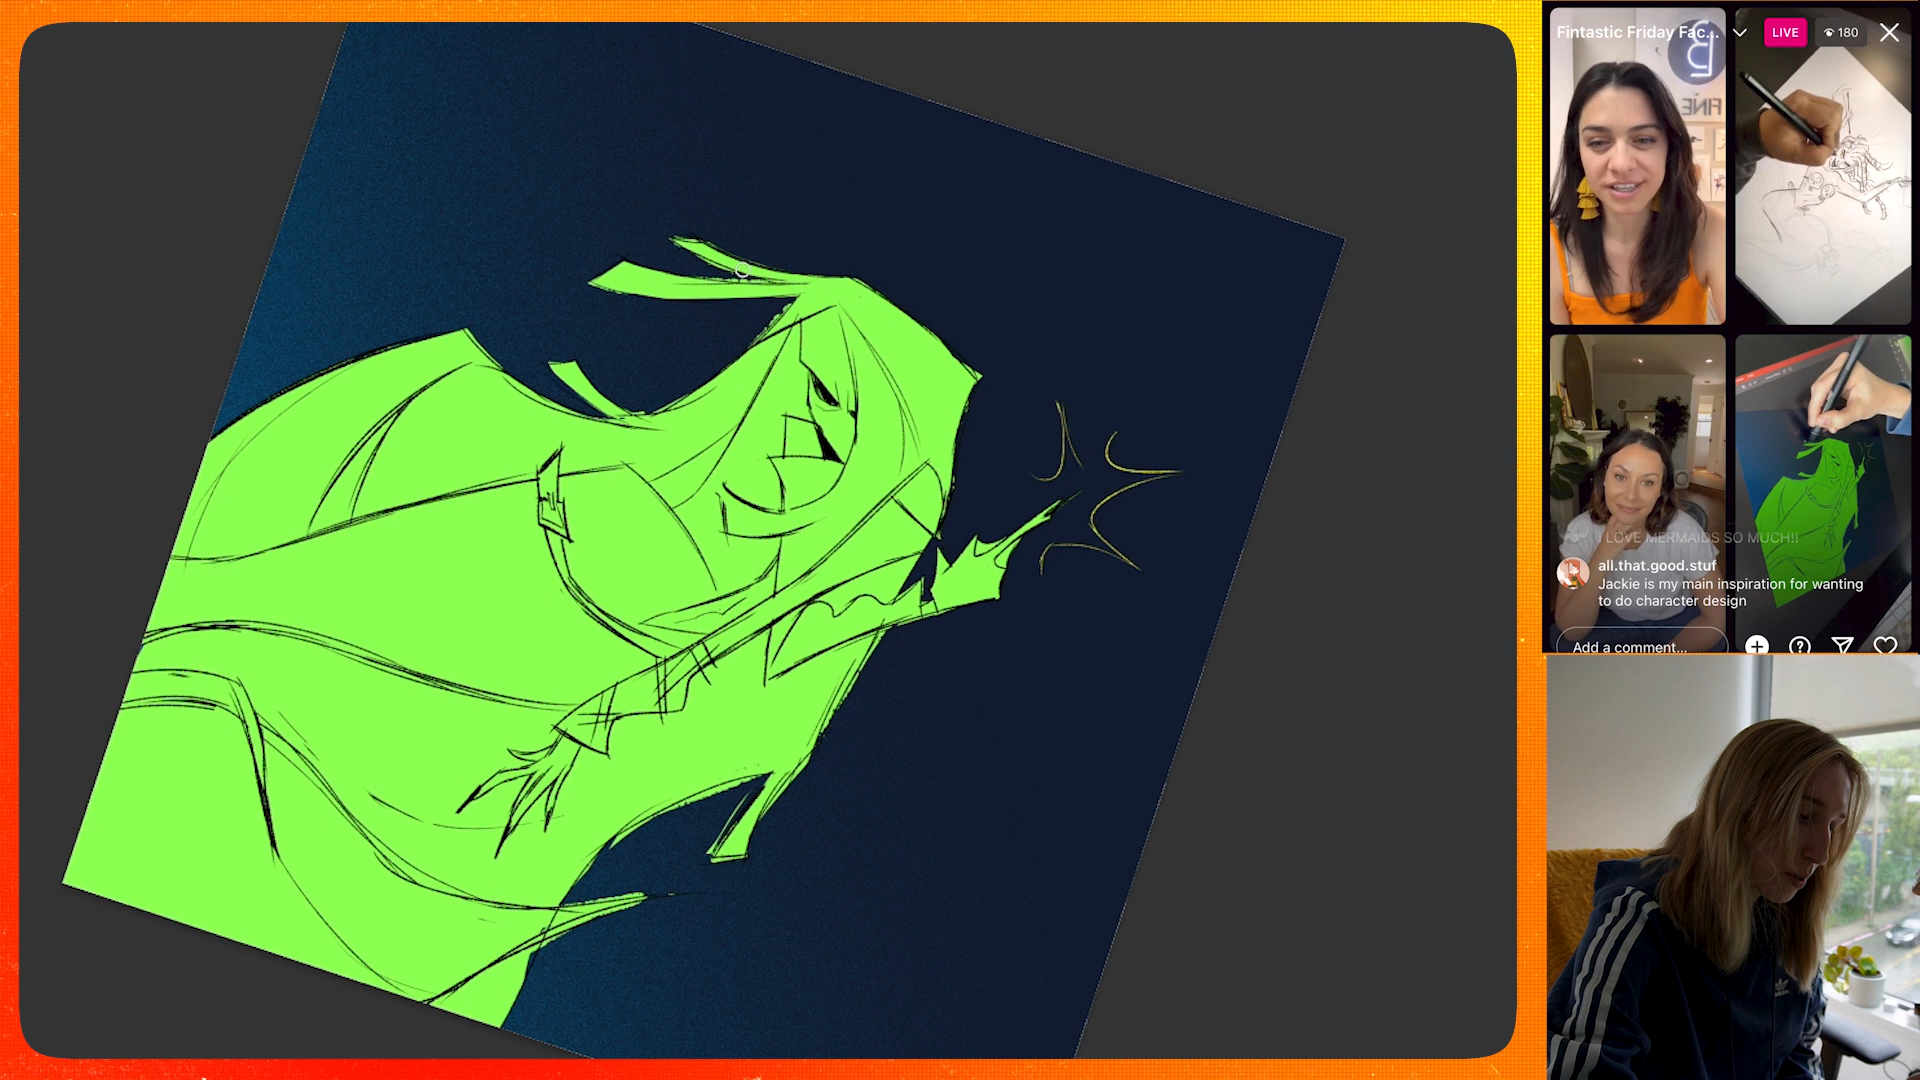 Fintastic Friday Fac...
LIVE
180
FINE
I LOVE MERMAIDS SO MUCH!!
all.that.good.stuf
Jackie is my main inspiration for wanting
to do character design
Add a comment...